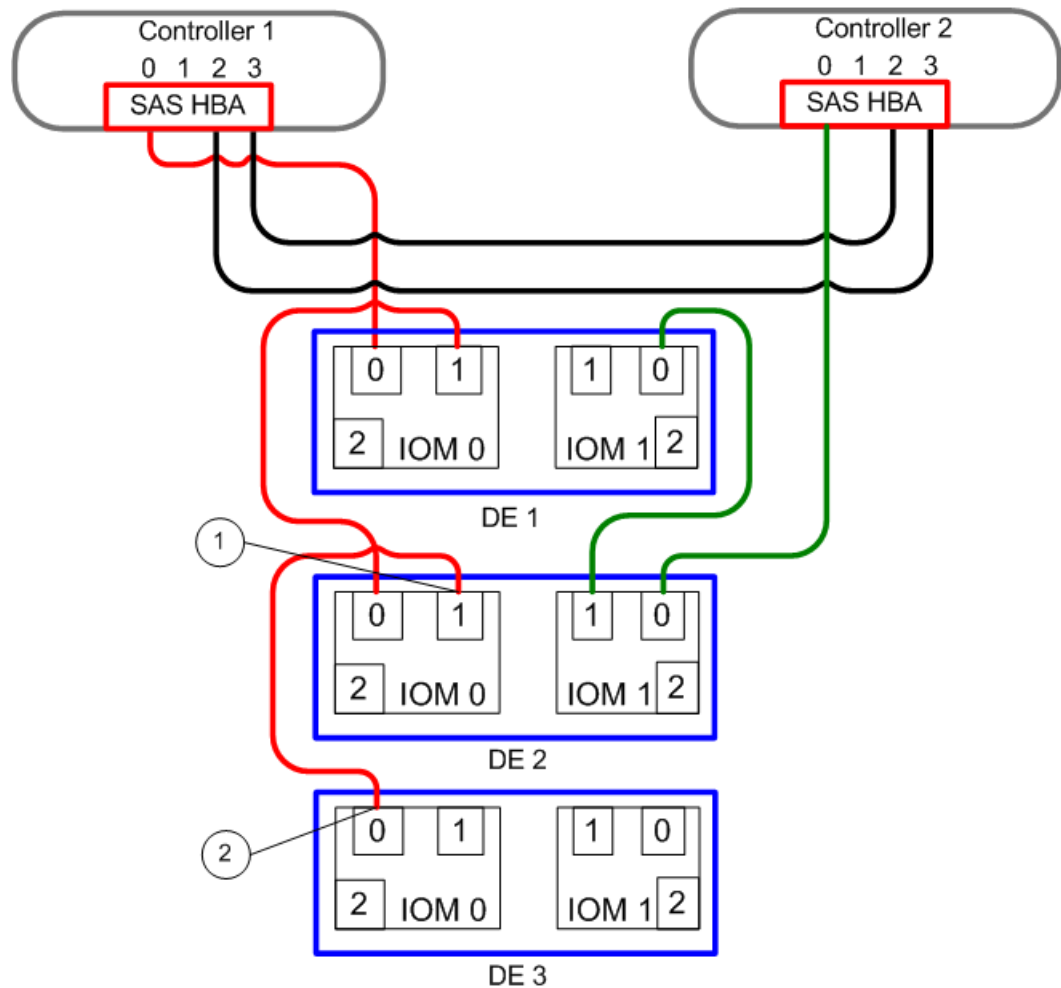 Controller 1
0 1 2 3
SAS HBA
Controller 2
0 1 2 3
SAS HBA
0 1
2 IOM 0
1 0
IOM 1 2
DE 1
1
0 1
2 IOM 0
1 0
IOM 1 2
DE 2
0 1
2 IOM 0
1 0
IOM 1 2
2
DE 3